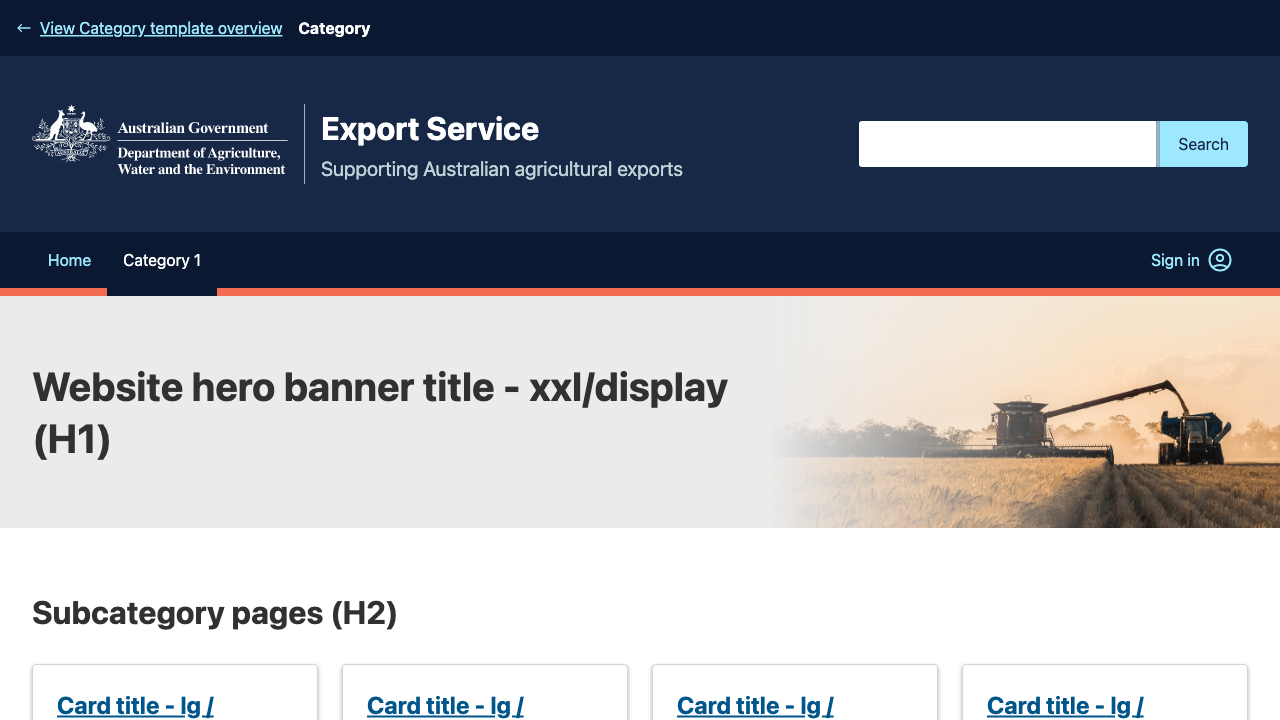 View Category template overview Category
Australian Government
Department of Agriculture,
Water and the Environment
Export Service
Supporting Australian agricultural exports
Search
Home Category 1 Sign in
Website hero banner title - xxl/display
(H1)
Subcategory pages (H2)
Card title - lg / Card title - lg / Card title - lg / Card title - lg /